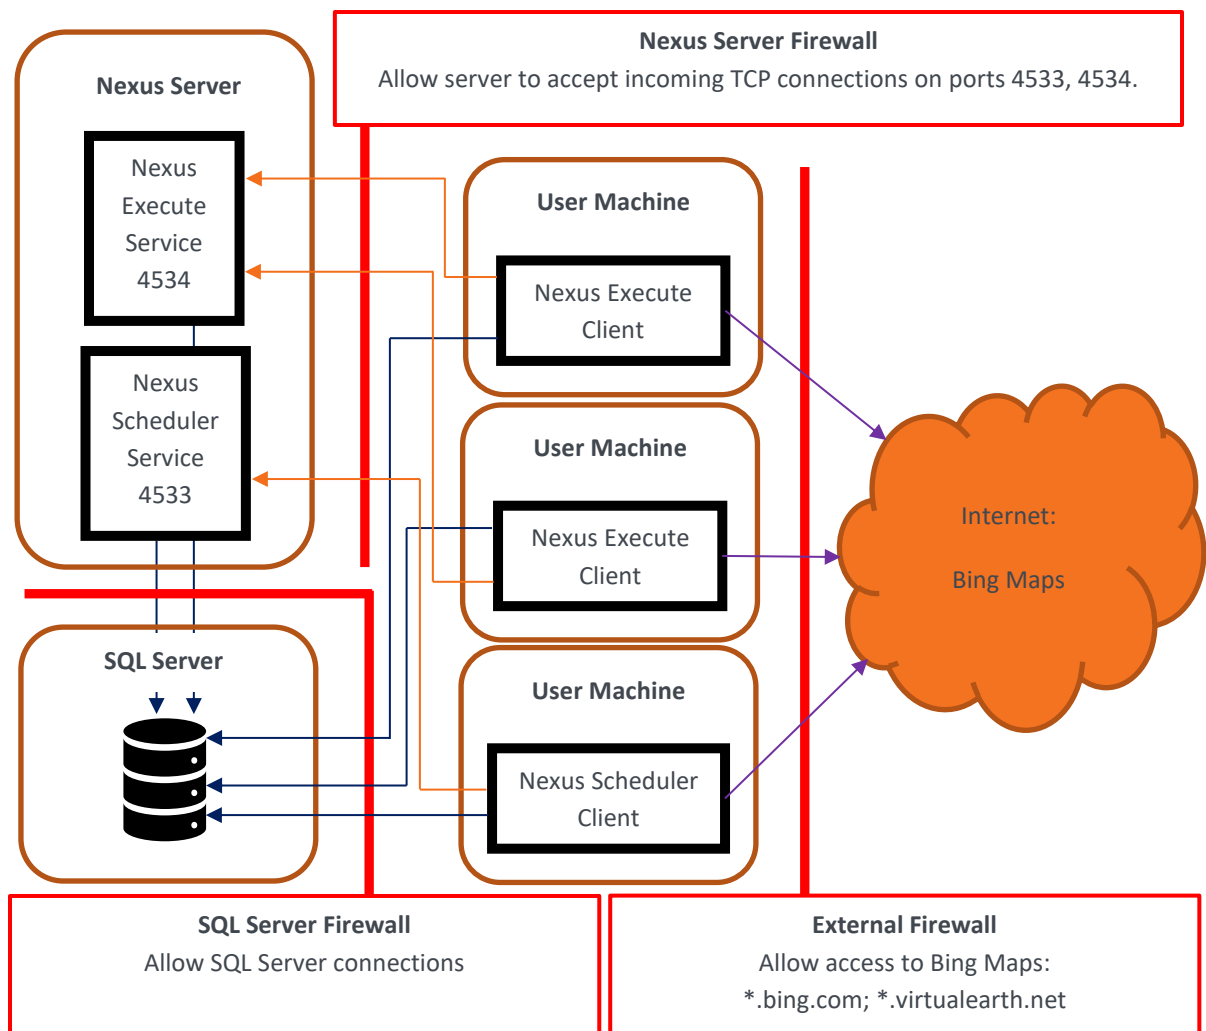 Nexus Server Firewall
Allow server to accept incoming TCP connections on ports 4533, 4534.
Nexus Server
Nexus
Execute
Service
4534
Nexus
Scheduler
Service
4533
User Machine
Nexus Execute
Client
User Machine
Nexus Execute
Client
User Machine
Nexus Scheduler
Client
Internet:
Bing Maps
SQL Server
SQL Server Firewall
Allow SQL Server connections
External Firewall
Allow access to Bing Maps:
*.bing.com; *.virtualearth.net